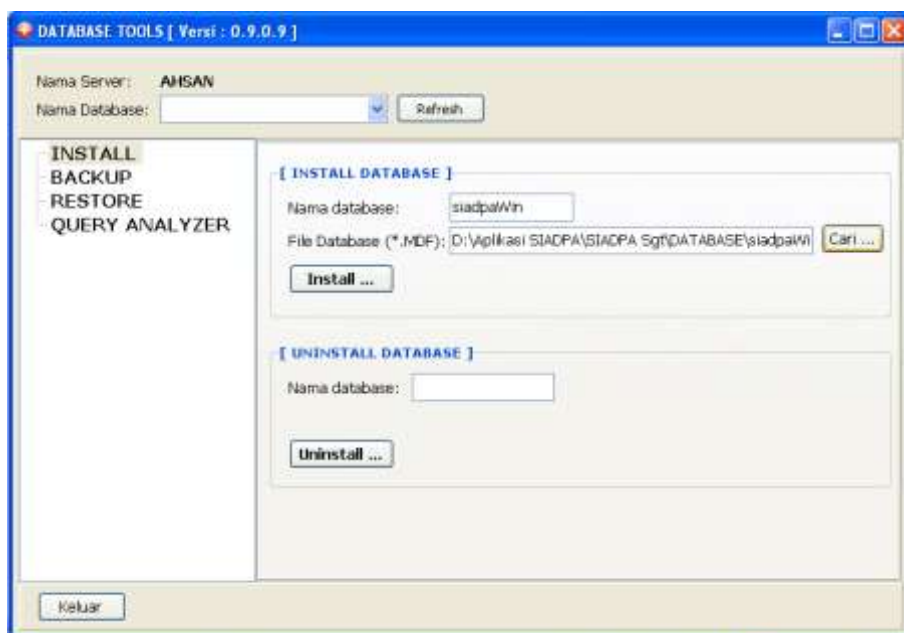 DATABASE TOOLS [ Versi : 0.9.0.9 ]
Nama Server: AHSAN
Nama Database: Refresh
INSTALL
BACKUP
RESTORE
QUERY ANALYZER
[ INSTALL DATABASE ]
Nama database: siadpaWin
File Database (*.MDF): D:\Aplikasi SIADPA\SIADPA Sgt\DATABASE\siadpaWi Cari ...
Install ...
[ UNINSTALL DATABASE ]
Nama database:
Uninstall ...
Keluar